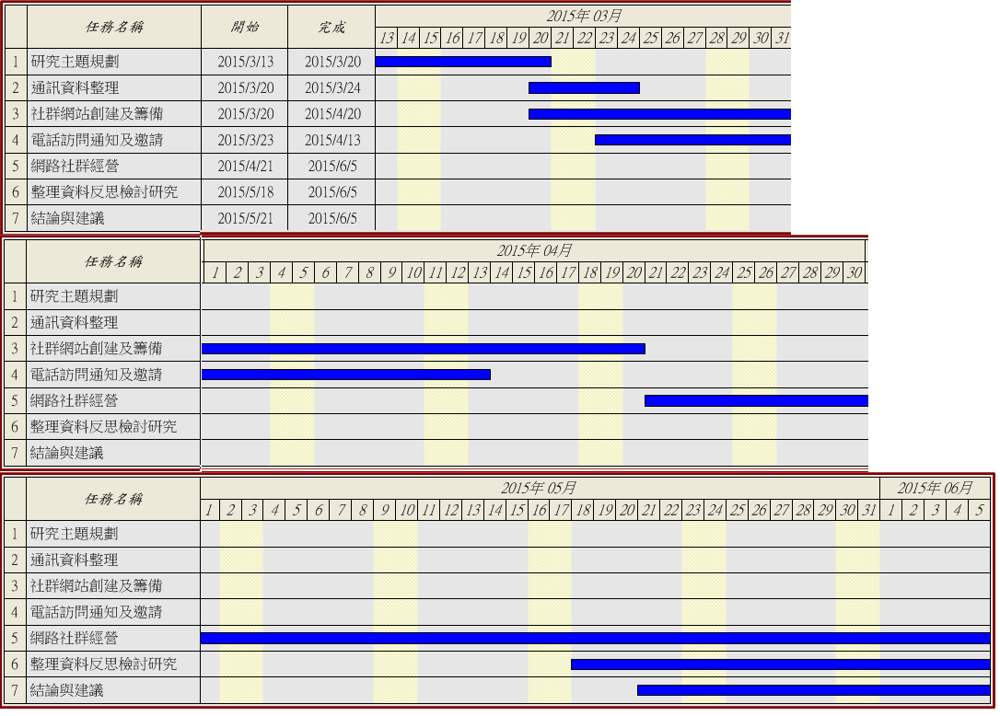 任務名稱 開始 完成 2015年 03月
13 14 15 16 17 18 19 20 21 22 23 24 25 26 27 28 29 30 31
1 研究主題規劃 2015/3/13 2015/3/20
2 通訊資料整理 2015/3/20 2015/3/24
3 社群網站創建及籌備 2015/3/20 2015/4/20
4 電話訪問通知及邀請 2015/3/23 2015/4/13
5 網路社群經營 2015/4/21 2015/6/5
6 整理資料反思檢討研究 2015/5/18 2015/6/5
7 結論與建議 2015/5/21 2015/6/5
任務名稱 2015年 04月
1 2 3 4 5 6 7 8 9 10 11 12 13 14 15 16 17 18 19 20 21 22 23 24 25 26 27 28 29 30
1 研究主題規劃
2 通訊資料整理
3 社群網站創建及籌備
4 電話訪問通知及邀請
5 網路社群經營
6 整理資料反思檢討研究
7 結論與建議
任務名稱 2015年 05月 2015年 06月
1 2 3 4 5 6 7 8 9 10 11 12 13 14 15 16 17 18 19 20 21 22 23 24 25 26 27 28 29 30 31 1 2 3 4 5
1 研究主題規劃
2 通訊資料整理
3 社群網站創建及籌備
4 電話訪問通知及邀請
5 網路社群經營
6 整理資料反思檢討研究
7 結論與建議